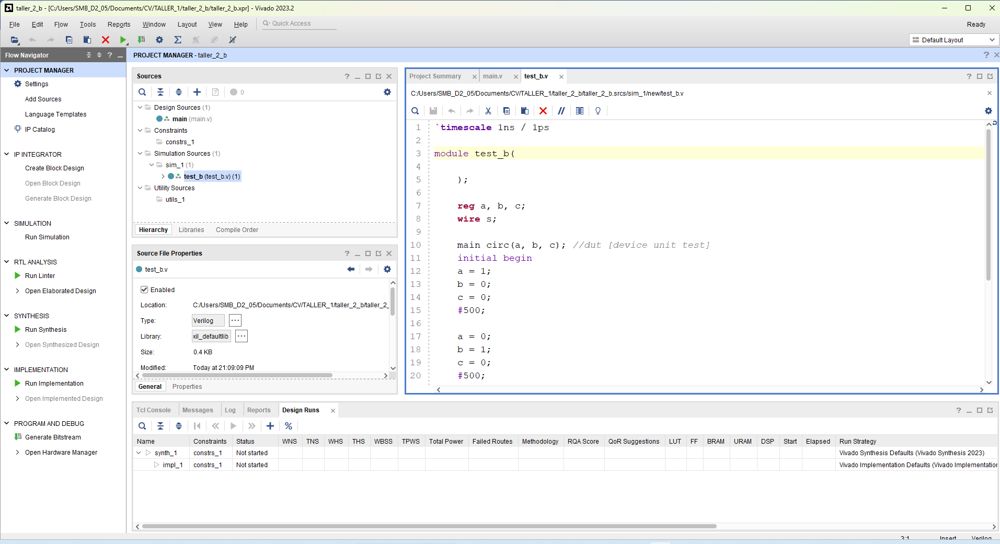 taller_2_b - [C:/Users/SMB_D2_05/Documents/CV/TALLER_1/taller_2_b/taller_2_b.xpr] - Vivado 2023.2
File Edit Flow Tools Reports Window Layout View Help Quick Access Ready
Default Layout
Flow Navigator
PROJECT MANAGER
Settings
Add Sources
Language Templates
IP Catalog
IP INTEGRATOR
Create Block Design
Open Block Design
Generate Block Design
SIMULATION
Run Simulation
RTL ANALYSIS
Run Linter
Open Elaborated Design
SYNTHESIS
Run Synthesis
Open Synthesized Design
IMPLEMENTATION
Run Implementation
Open Implemented Design
PROGRAM AND DEBUG
Generate Bitstream
Open Hardware Manager
PROJECT MANAGER - taller_2_b
Sources
0
Design Sources (1)
main (main.v)
Constraints
constrs_1
Simulation Sources (1)
sim_1 (1)
test_b (test_b.v) (1)
Utility Sources
utils_1
Hierarchy Libraries Compile Order
Source File Properties
test_b.v
Enabled
Location: C:/Users/SMB_D2_05/Documents/CV/TALLER_1/taller_2_b/taller_2_
Type: Verilog ...
Library: xil_defaultlib ...
Size: 0.4 KB
Modified: Today at 21:09:09 PM
General Properties
Project Summary main.v test_b.v
C:/Users/SMB_D2_05/Documents/CV/TALLER_1/taller_2_b/taller_2_b.srcs/sim_1/new/test_b.v
1 `timescale 1ns / 1ps
2
3 module test_b(
4
5 );
6
7 reg a, b, c;
8 wire s;
9
10 main circ(a, b, c); //dut [device unit test]
11 initial begin
12 a = 1;
13 b = 0;
14 c = 0;
15 #500;
16
17 a = 0;
18 b = 1;
19 c = 0;
20 #500;
Tcl Console Messages Log Reports Design Runs
Name Constraints Status WNS TNS WHS THS WBSS TPWS Total Power Failed Routes Methodology RQA Score QoR Suggestions LUT FF BRAM URAM DSP Start Elapsed Run Strategy
synth_1 constrs_1 Not started Vivado Synthesis Defaults (Vivado Synthesis 2023)
impl_1 constrs_1 Not started Vivado Implementation Defaults (Vivado Implementation
3:1 Insert Verilog